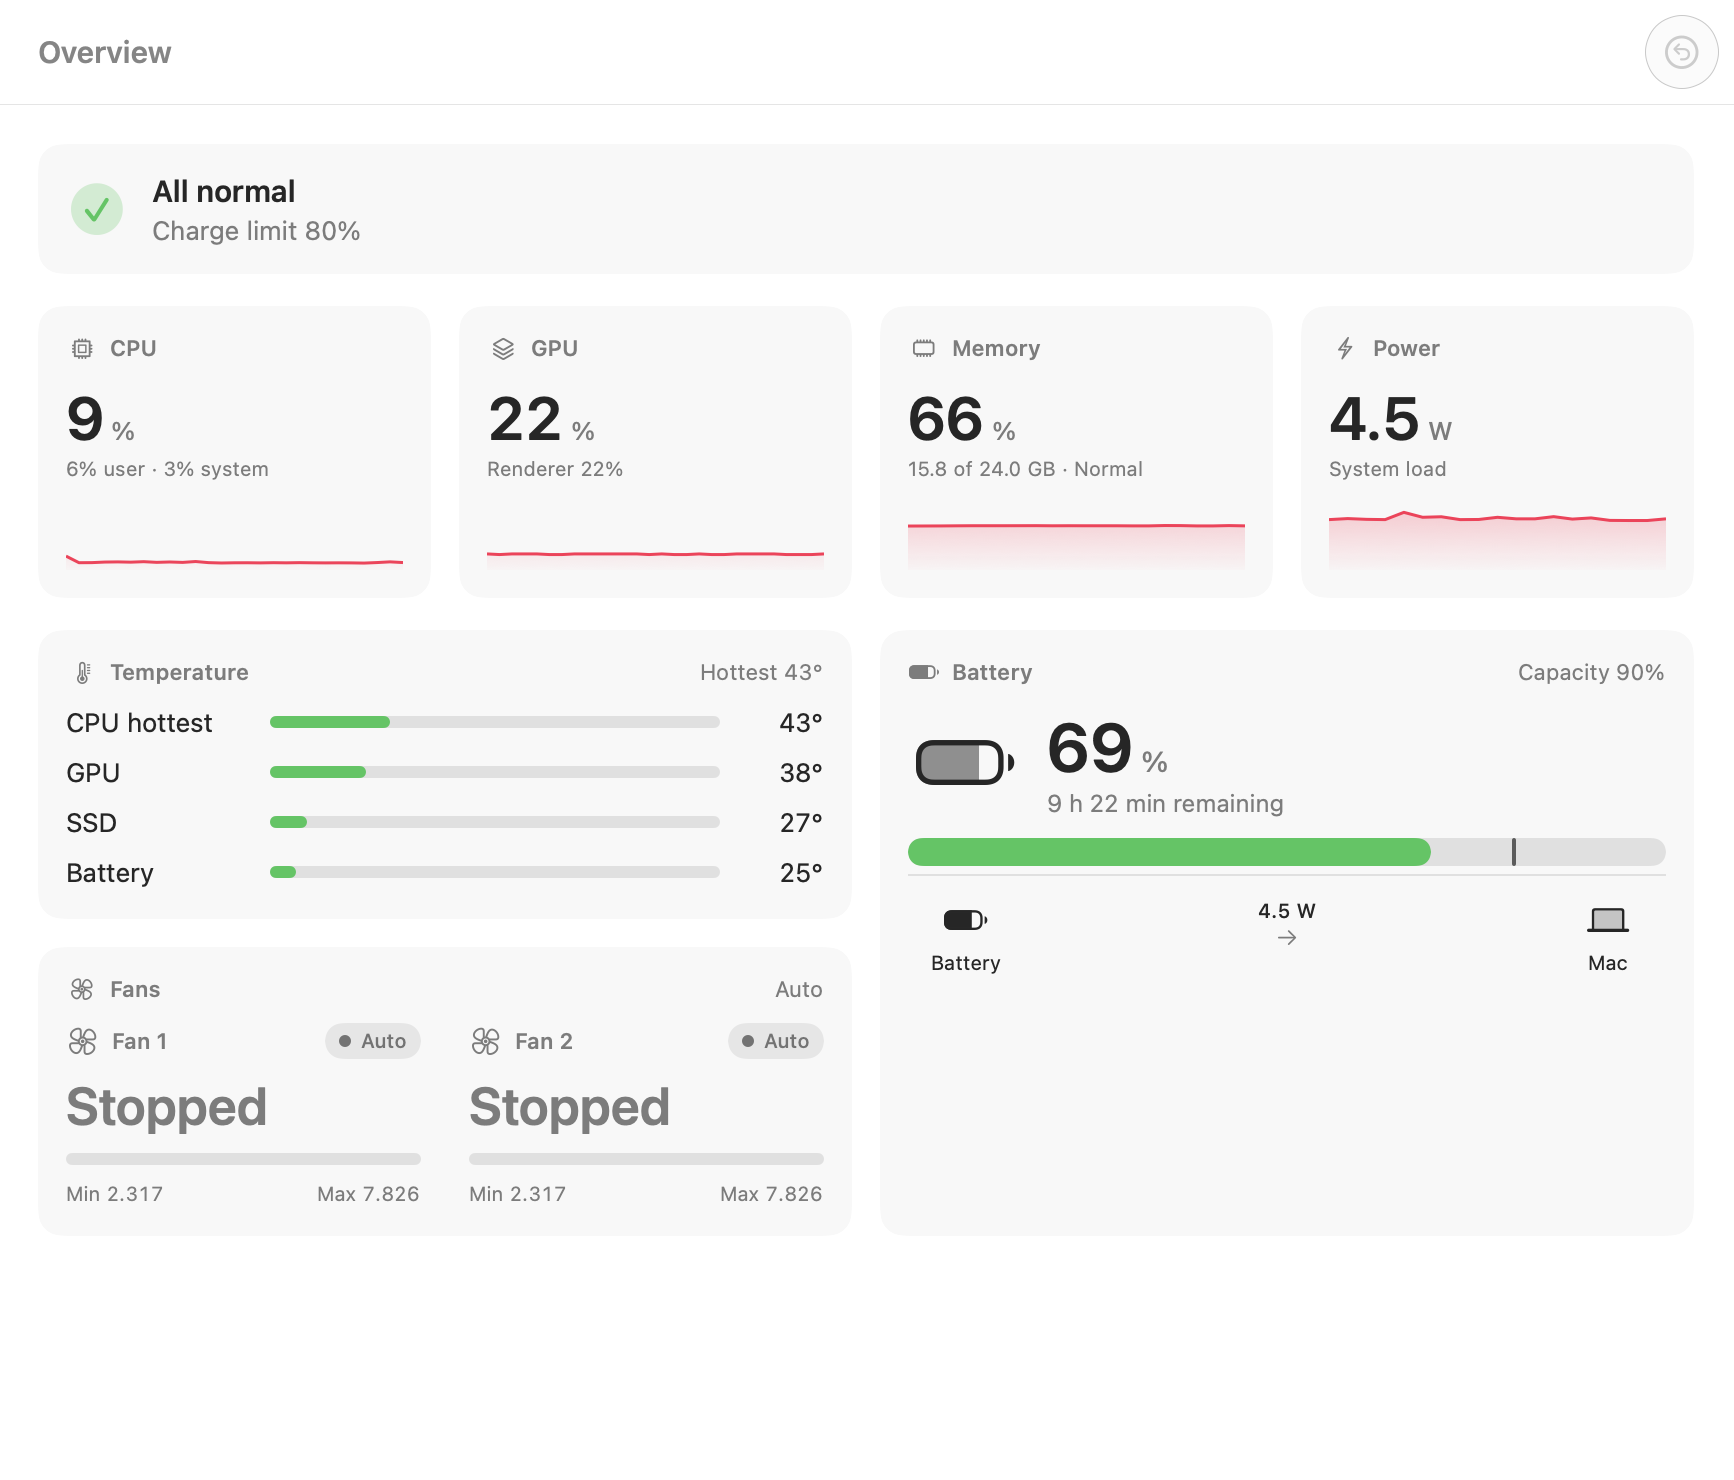 Overview
All normal
Charge limit 80%
CPU
9 %
6% user · 3% system
GPU
22 %
Renderer 22%
Memory
66 %
15.8 of 24.0 GB · Normal
Power
4.5 W
System load
Temperature
Hottest 43°
CPU hottest
43°
GPU
38°
SSD
27°
Battery
25°
Battery
Capacity 90%
69 %
9 h 22 min remaining
4.5 W
Battery
Mac
Fans
Auto
Fan 1
Auto
Stopped
Min 2.317
Max 7.826
Fan 2
Auto
Stopped
Min 2.317
Max 7.826